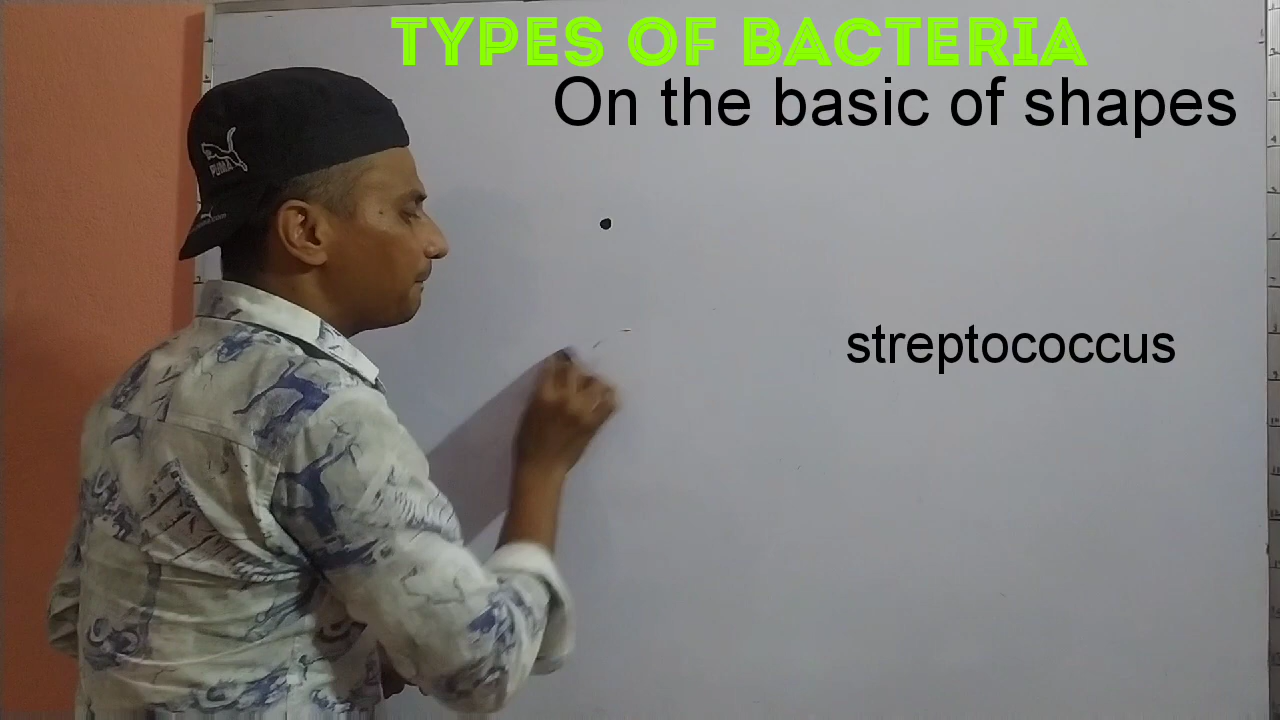 TYPES OF BACTERIA
On the basic of shapes
PUMA
streptococcus